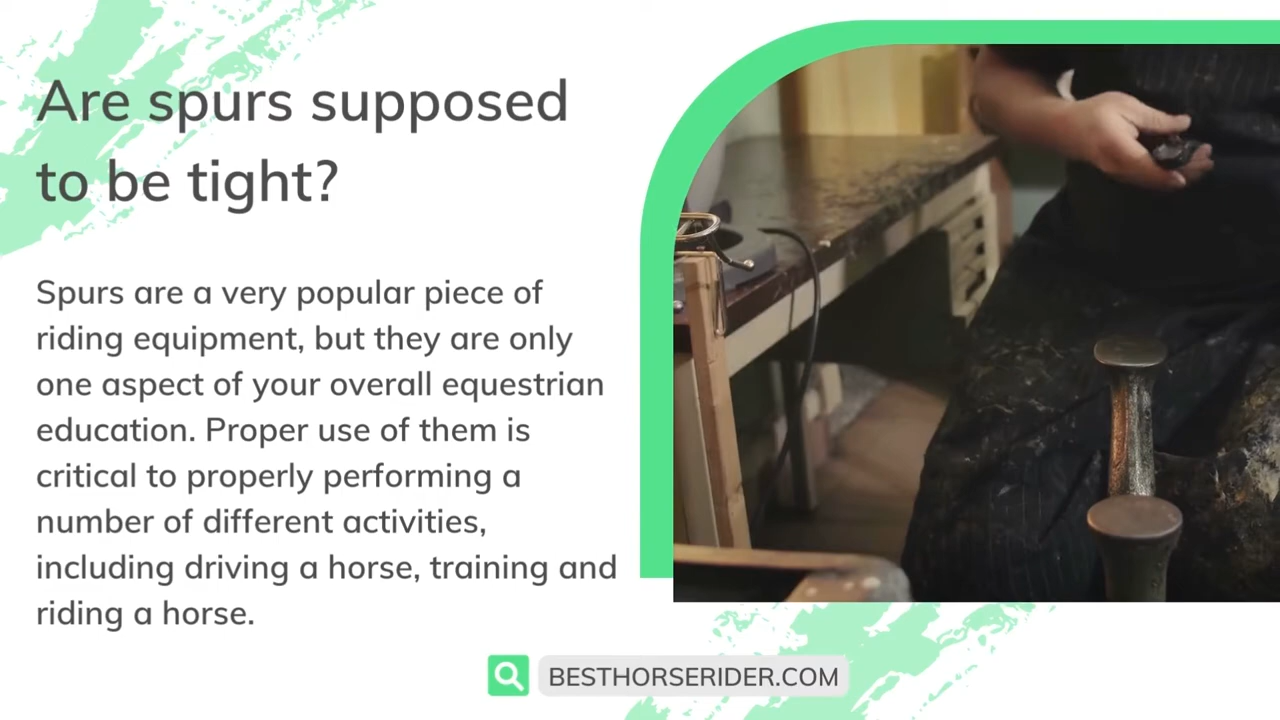 Are spurs supposed
to be tight?
Spurs are a very popular piece of
riding equipment, but they are only
one aspect of your overall equestrian
education. Proper use of them is
critical to properly performing a
number of different activities,
including driving a horse, training and
riding a horse.
BESTHORSERIDER.COM